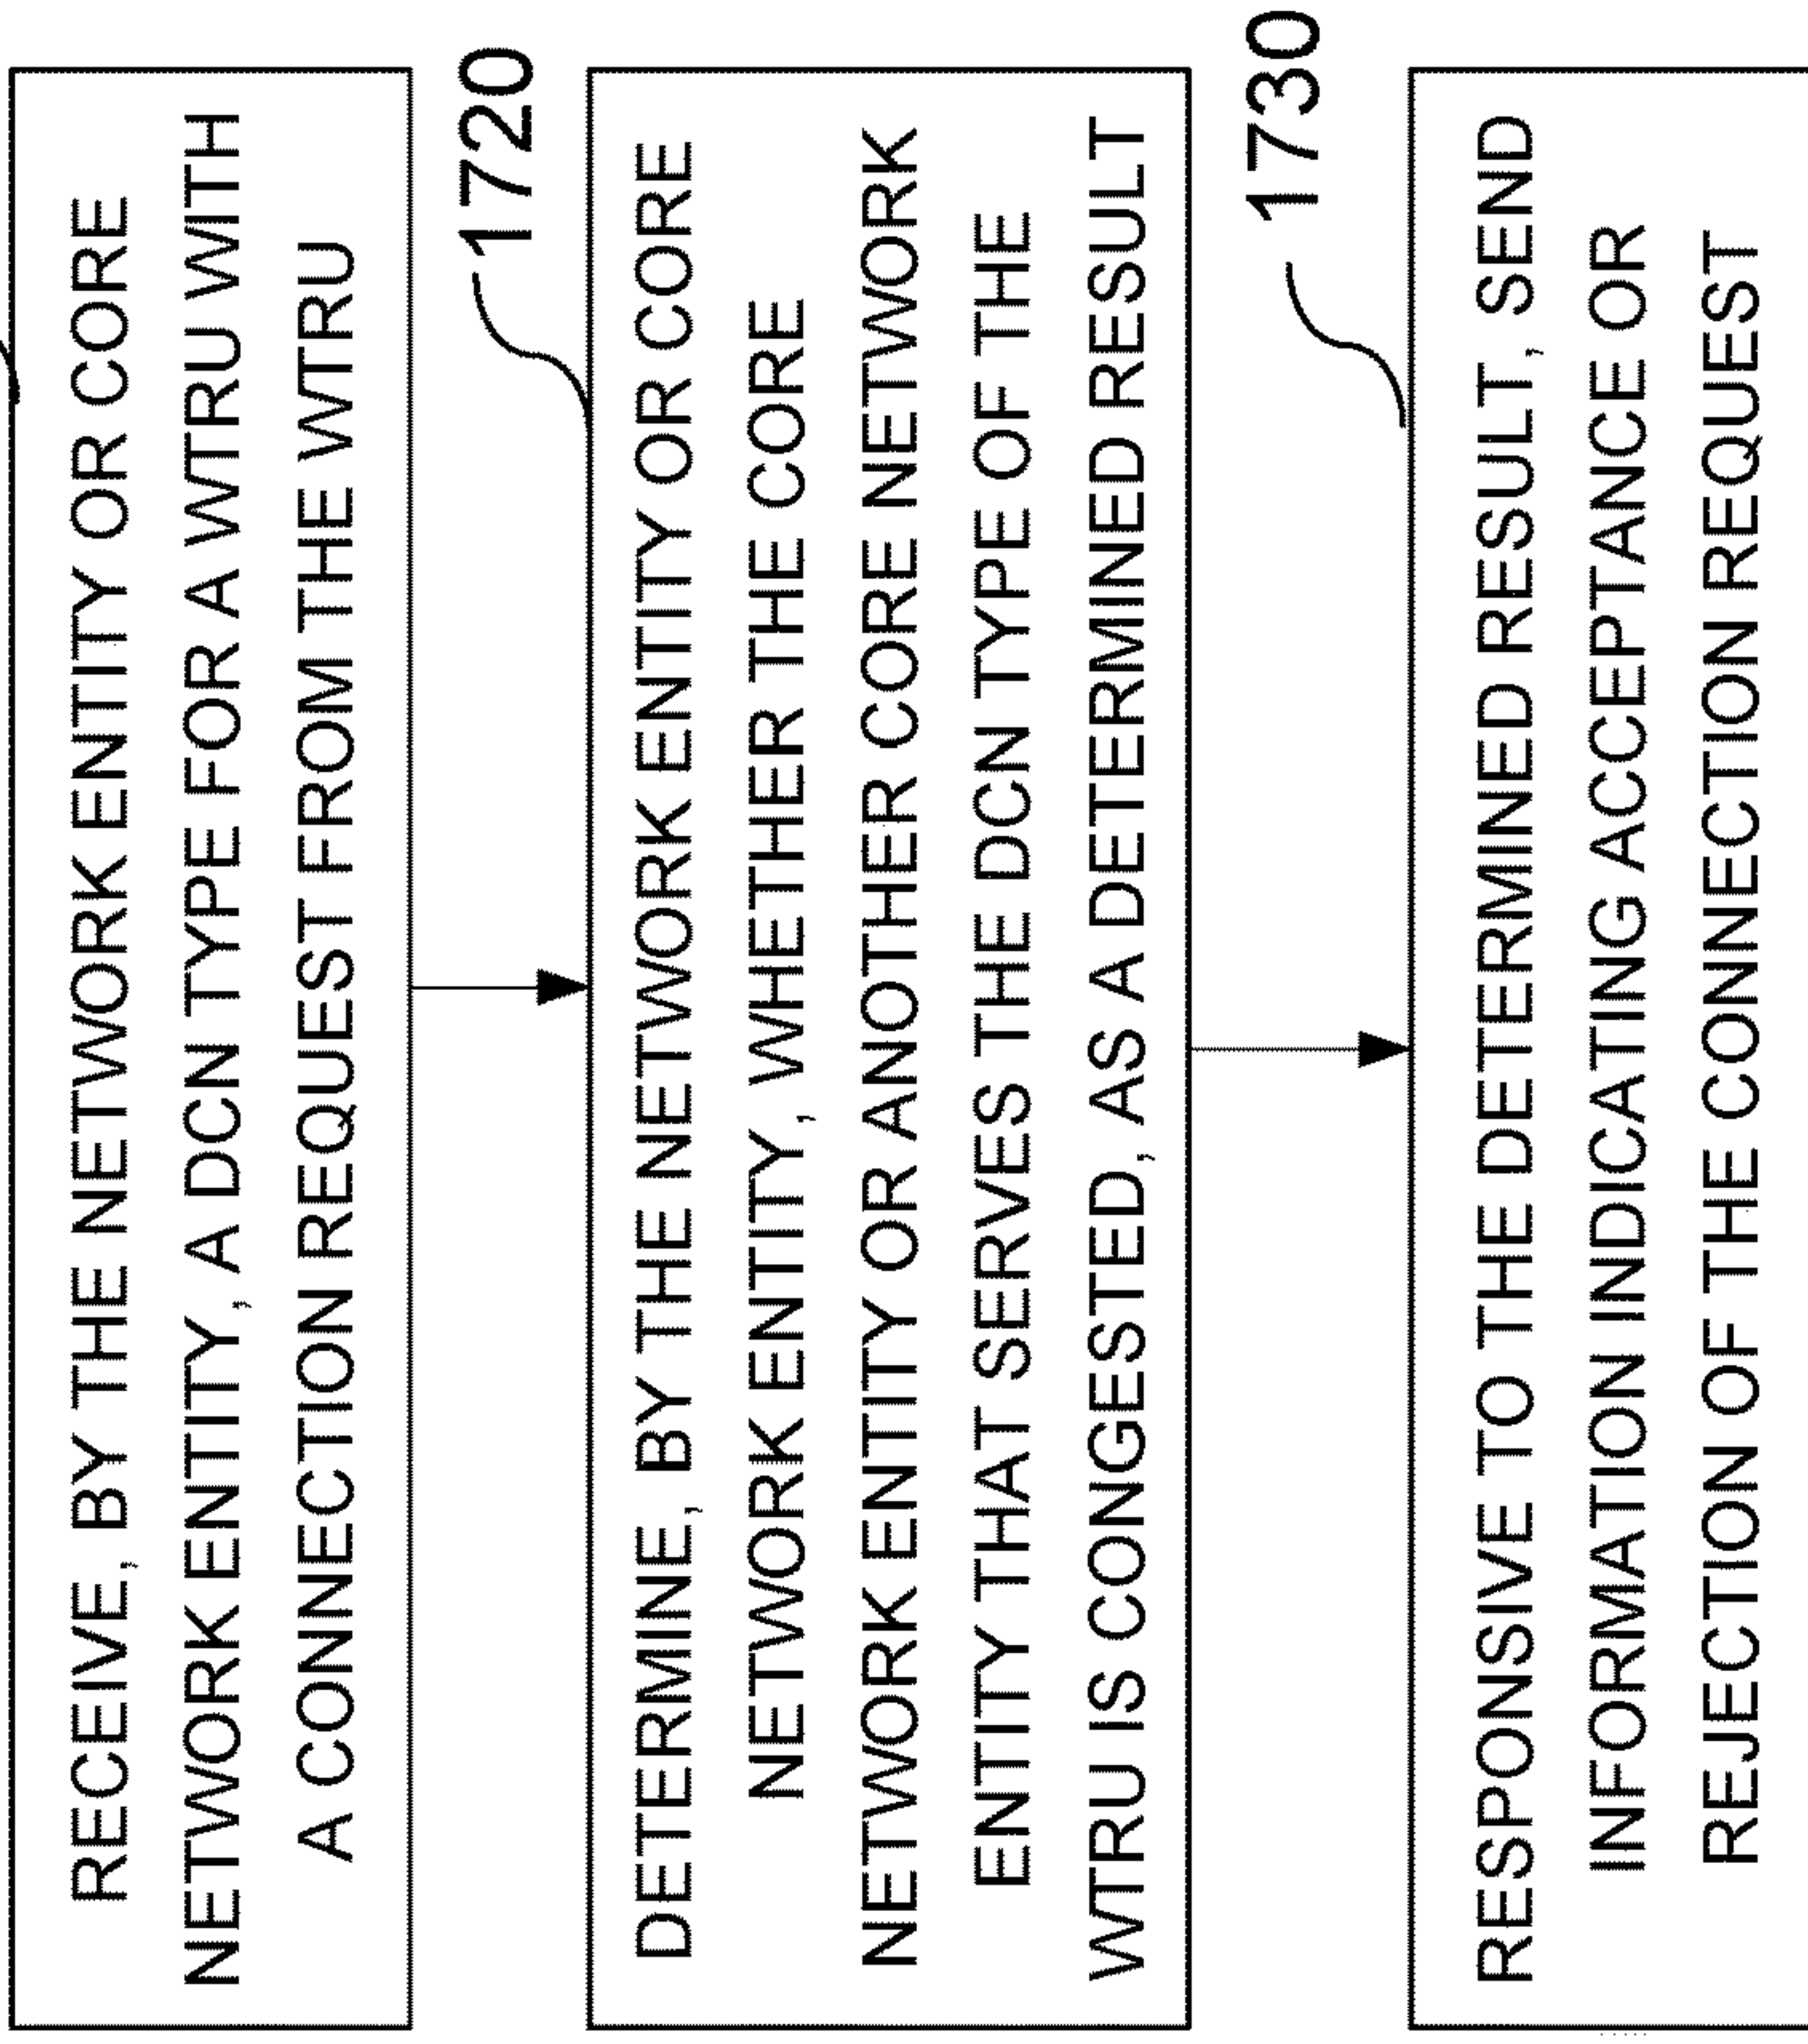 RECEIVE, BY THE NETWORK ENTITY OR CORE
NETWORK ENTITY, A DCN TYPE FOR A WTRU WITH
A CONNECTION REQUEST FROM THE WTRU
1720
DETERMINE, BY THE NETWORK ENTITY OR CORE
NETWORK ENTITY, WHETHER THE CORE
NETWORK ENTITY OR ANOTHER CORE NETWORK
ENTITY THAT SERVES THE DCN TYPE OF THE
WTRU IS CONGESTED, AS A DETERMINED RESULT
1730
RESPONSIVE TO THE DETERMINED RESULT, SEND
INFORMATION INDICATING ACCEPTANCE OR
REJECTION OF THE CONNECTION REQUEST